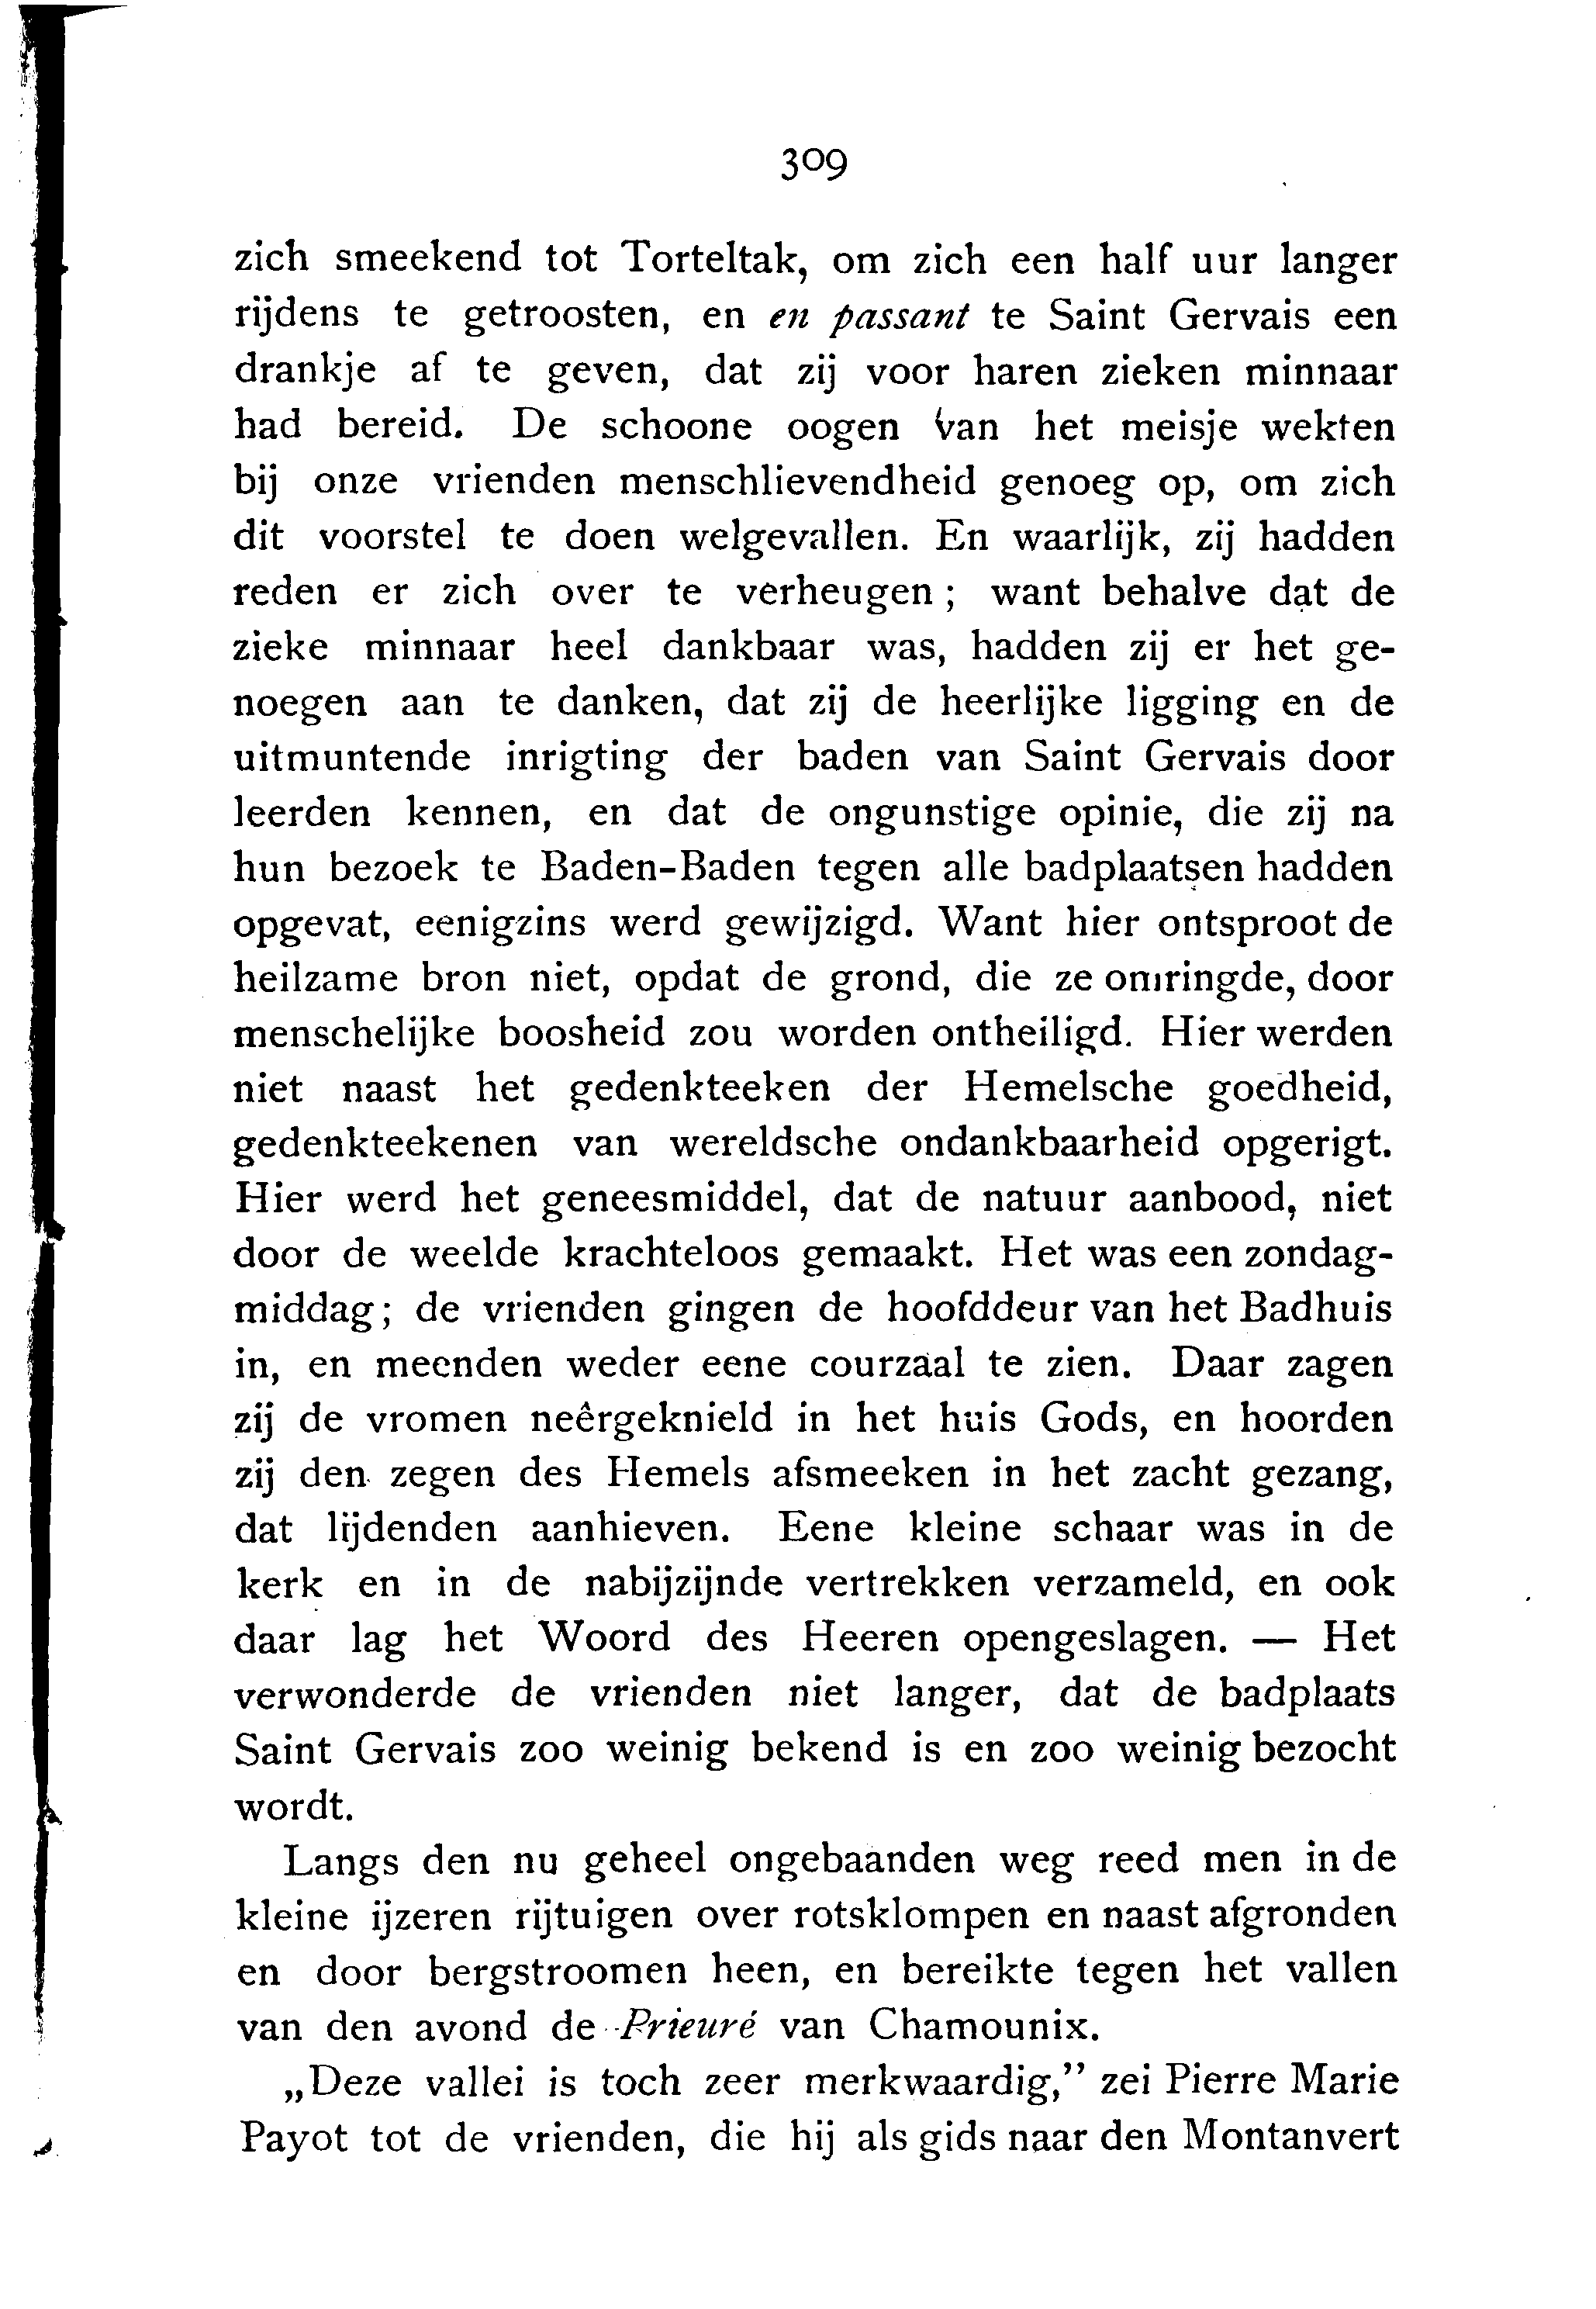 309
zich smeekend tot Torteltak, om zich een half uur langer
rijdens te getroosten, en en passant te Saint Gervais een
drankje af te geven, dat zij voor haren zieken minnaar
had bereid. De schoone oogen van het meisje wekten
bij onze vrienden menschlievendheid genoeg op, om zich
dit voorstel te doen welgevallen. En waarlijk, zij hadden
reden er zich over te verheugen; want behalve dat de
zieke minnaar heel dankbaar was, hadden zij er het ge-
noegen aan te danken, dat zij de heerlijke ligging en de
uitmuntende inrigting der baden van Saint Gervais door
leerden kennen, en dat de ongunstige opinie, die zij na
hun bezoek te Baden-Baden tegen alle badplaatsen hadden
opgevat, eenigzins werd gewijzigd. Want hier ontsproot de
heilzame bron niet, opdat de grond, die ze omringde, door
menschelijke boosheid zou worden ontheiligd. Hier werden
niet naast het gedenkteeken der Hemelsche goedheid,
gedenkteekenen van wereldsche ondankbaarheid opgerigt.
Hier werd het geneesmiddel, dat de natuur aanbood, niet
door de weelde krachteloos gemaakt. Het was een zondag-
middag; de vrienden gingen de hoofddeur van het Badhuis
in, en meenden weder eene courzaal te zien. Daar zagen
zij de vromen neêrgeknield in het huis Gods, en hoorden
zij den zegen des Hemels afsmeeken in het zacht gezang,
dat lijdenden aanhieven. Eene kleine schaar was in de
kerk en in de nabijzijnde vertrekken verzameld, en ook
daar lag het Woord des Heeren opengeslagen. — Het
verwonderde de vrienden niet langer, dat de badplaats
Saint Gervais zoo weinig bekend is en zoo weinig bezocht
wordt.
Langs den nu geheel ongebaanden weg reed men in de
kleine ijzeren rijtuigen over rotsklompen en naast afgronden
en door bergstroomen heen, en bereikte tegen het vallen
van den avond de Prieuré van Chamounix.
„Deze vallei is toch zeer merkwaardig,” zei Pierre Marie
Payot tot de vrienden, die hij als gids naar den Montanvert